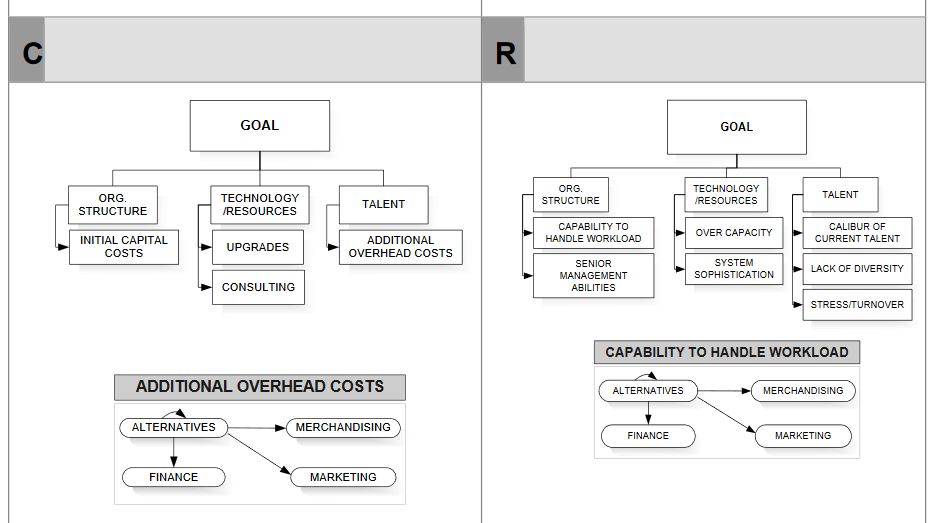 C
GOAL
ORG.
STRUCTURE
TECHNOLOGY
/RESOURCES
TALENT
INITIAL CAPITAL
COSTS
UPGRADES
ADDITIONAL
OVERHEAD COSTS
CONSULTING
ADDITIONAL OVERHEAD COSTS
ALTERNATIVES
MERCHANDISING
FINANCE
MARKETING
R
GOAL
ORG.
STRUCTURE
TECHNOLOGY
/RESOURCES
TALENT
CAPABILITY TO
HANDLE WORKLOAD
OVER CAPACITY
CALIBUR OF
CURRENT TALENT
SENIOR
MANAGEMENT
ABILITIES
SYSTEM
SOPHISTICATION
LACK OF DIVERSITY
STRESS/TURNOVER
CAPABILITY TO HANDLE WORKLOAD
ALTERNATIVES
MERCHANDISING
FINANCE
MARKETING